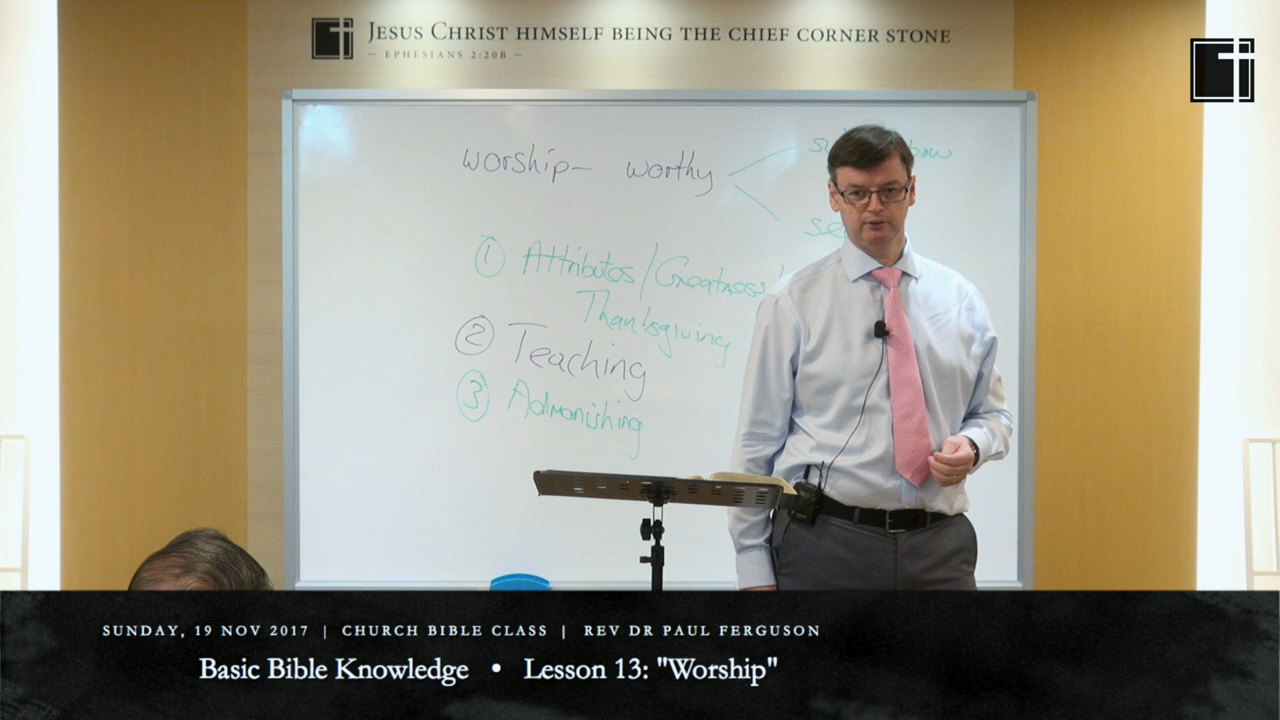 JESUS CHRIST HIMSELF BEING THE CHIEF CORNER STONE
– EPHESIANS 2:20B –
worship – worthy
bow
① Attributes/Greatness
Thanksgiving
② Teaching
③ Admonishing
SUNDAY, 19 NOV 2017 | CHURCH BIBLE CLASS | REV DR PAUL FERGUSON
Basic Bible Knowledge • Lesson 13: "Worship"